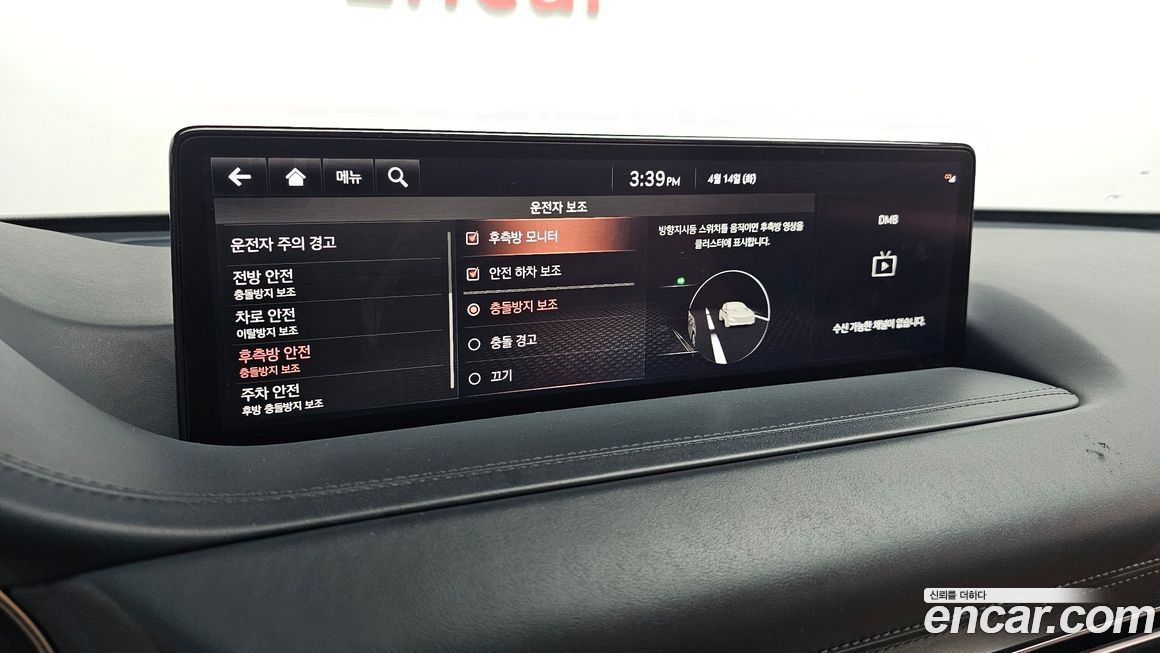 Encar
메뉴
3:39 PM
4월 14일 (화)
운전자 보조
운전자 주의 경고
전방 안전
충돌방지 보조
차로 안전
이탈방지 보조
후측방 안전
충돌방지 보조
주차 안전
후방 충돌방지 보조
후측방 모니터
안전 하차 보조
충돌방지 보조
충돌 경고
끄기
방향지시등 스위치를 움직이면 후측방 영상을
클러스터에 표시합니다.
DMB
수신 가능한 채널이 없습니다.
신뢰를 더하다
encar.com